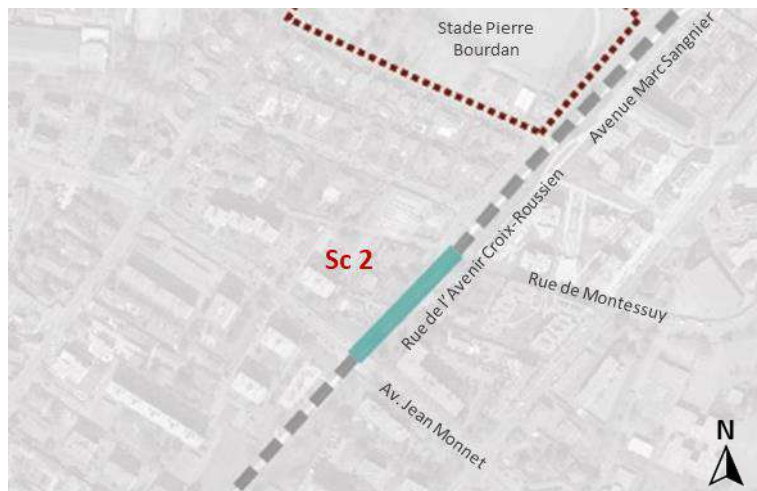 Stade Pierre
Bourdan
Avenue Marc Sangnier
Sc 2
Rue de l'Avenir Croix-Roussien
Rue de Montessuy
Av. Jean Monnet
N